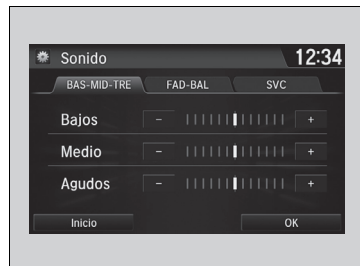 Sonido 12:34
BAS-MID-TRE FAD-BAL SVC
Bajos - +
Medio - +
Agudos - +
Inicio OK